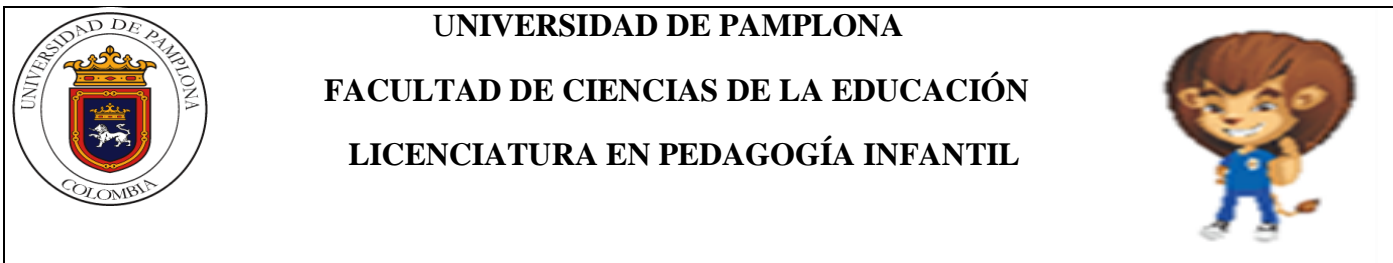 UNIVERSIDAD DE PAMPLONA
FACULTAD DE CIENCIAS DE LA EDUCACIÓN
LICENCIATURA EN PEDAGOGÍA INFANTIL
UNIVERSIDAD DE PAMPLONA
COLOMBIA